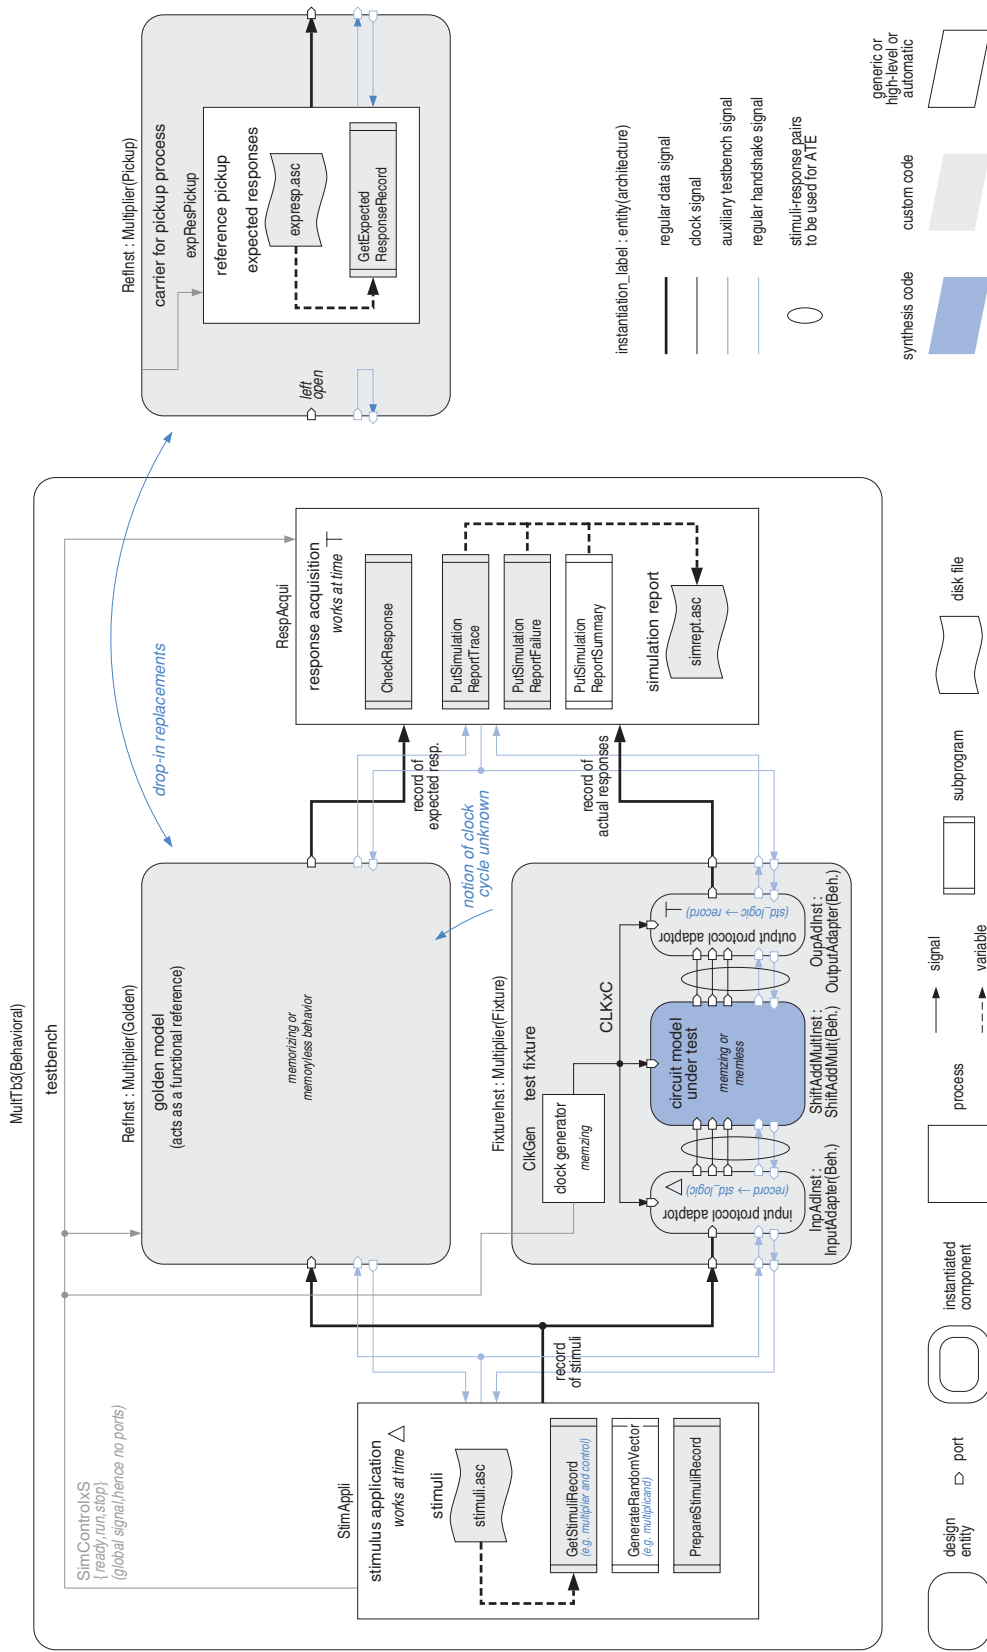 MultTb3(Behavioral)
testbench
SimControlxS
{ready,run,stop}
(global signal,hence no ports)
StimAppli
stimulus application
works at time
stimuli
stimuli.asc
GetStimuliRecord
(e.g. multiplier and control)
GenerateRandomVector
(e.g. multiplicand)
PrepareStimuliRecord
record
of stimuli
RefInst : Multiplier(Golden)
golden model
(acts as a functional reference)
memorizing or
memoryless behavior
drop-in replacements
notion of clock
cycle unknown
FixtureInst : Multiplier(Fixture)
test fixture
ClkGen
clock generator
memzing
CLKxC
input protocol adaptor
(record → std_logic)
InpAdInst :
InputAdapter(Beh.)
circuit model
under test
memzing or
memless
ShiftAddMultInst :
ShiftAddMult(Beh.)
output protocol adaptor
(std_logic → record)
OupAdInst :
OutputAdapter(Beh.)
record of
expected resp.
record of
actual responses
RespAcqui
response acquisition
works at time
CheckResponse
PutSimulation
ReportTrace
PutSimulation
ReportFailure
PutSimulation
ReportSummary
simulation report
simrept.asc
RefInst : Multiplier(Pickup)
carrier for pickup process
expResPickup
reference pickup
expected responses
expresp.asc
GetExpected
ResponseRecord
left
open
instantiation_label : entity(architecture)
regular data signal
clock signal
auxiliary testbench signal
regular handshake signal
stimuli-response pairs
to be used for ATE
synthesis code
custom code
generic or
high-level or
automatic
design
entity
port
instantiated
component
process
signal
variable
subprogram
disk file